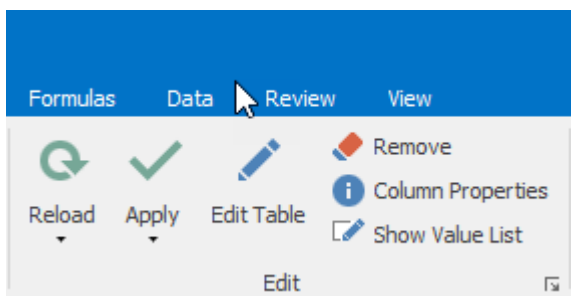 Formulas Data Review View
Remove
Column Properties
Reload Apply Edit Table
Show Value List
Edit